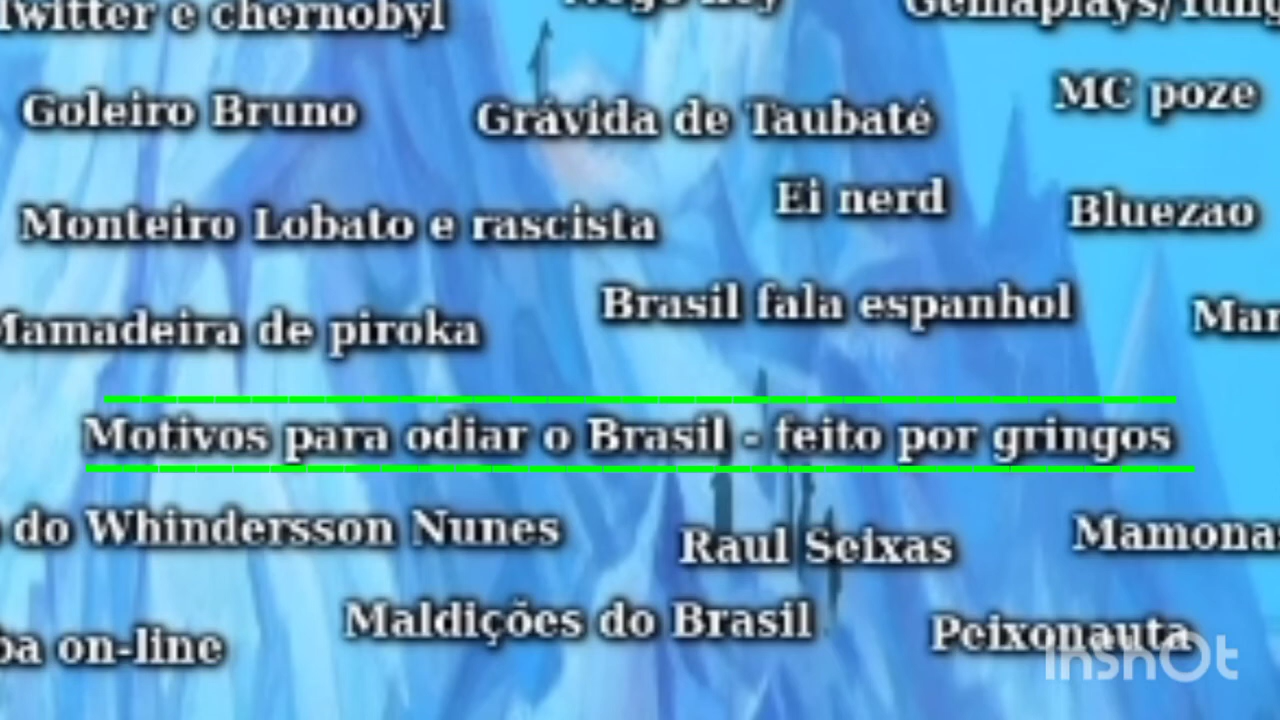 Twitter e chernobyl
Goleiro Bruno
Grávida de Taubaté
MC poze
Ei nerd
Monteiro Lobato e rascista
Bluezao
Brasil fala espanhol
Mamadeira de piroka
Motivos para odiar o Brasil - feito por gringos
do Whindersson Nunes
Raul Seixas
Maldições do Brasil
Peixonauta
on-line
InShOt